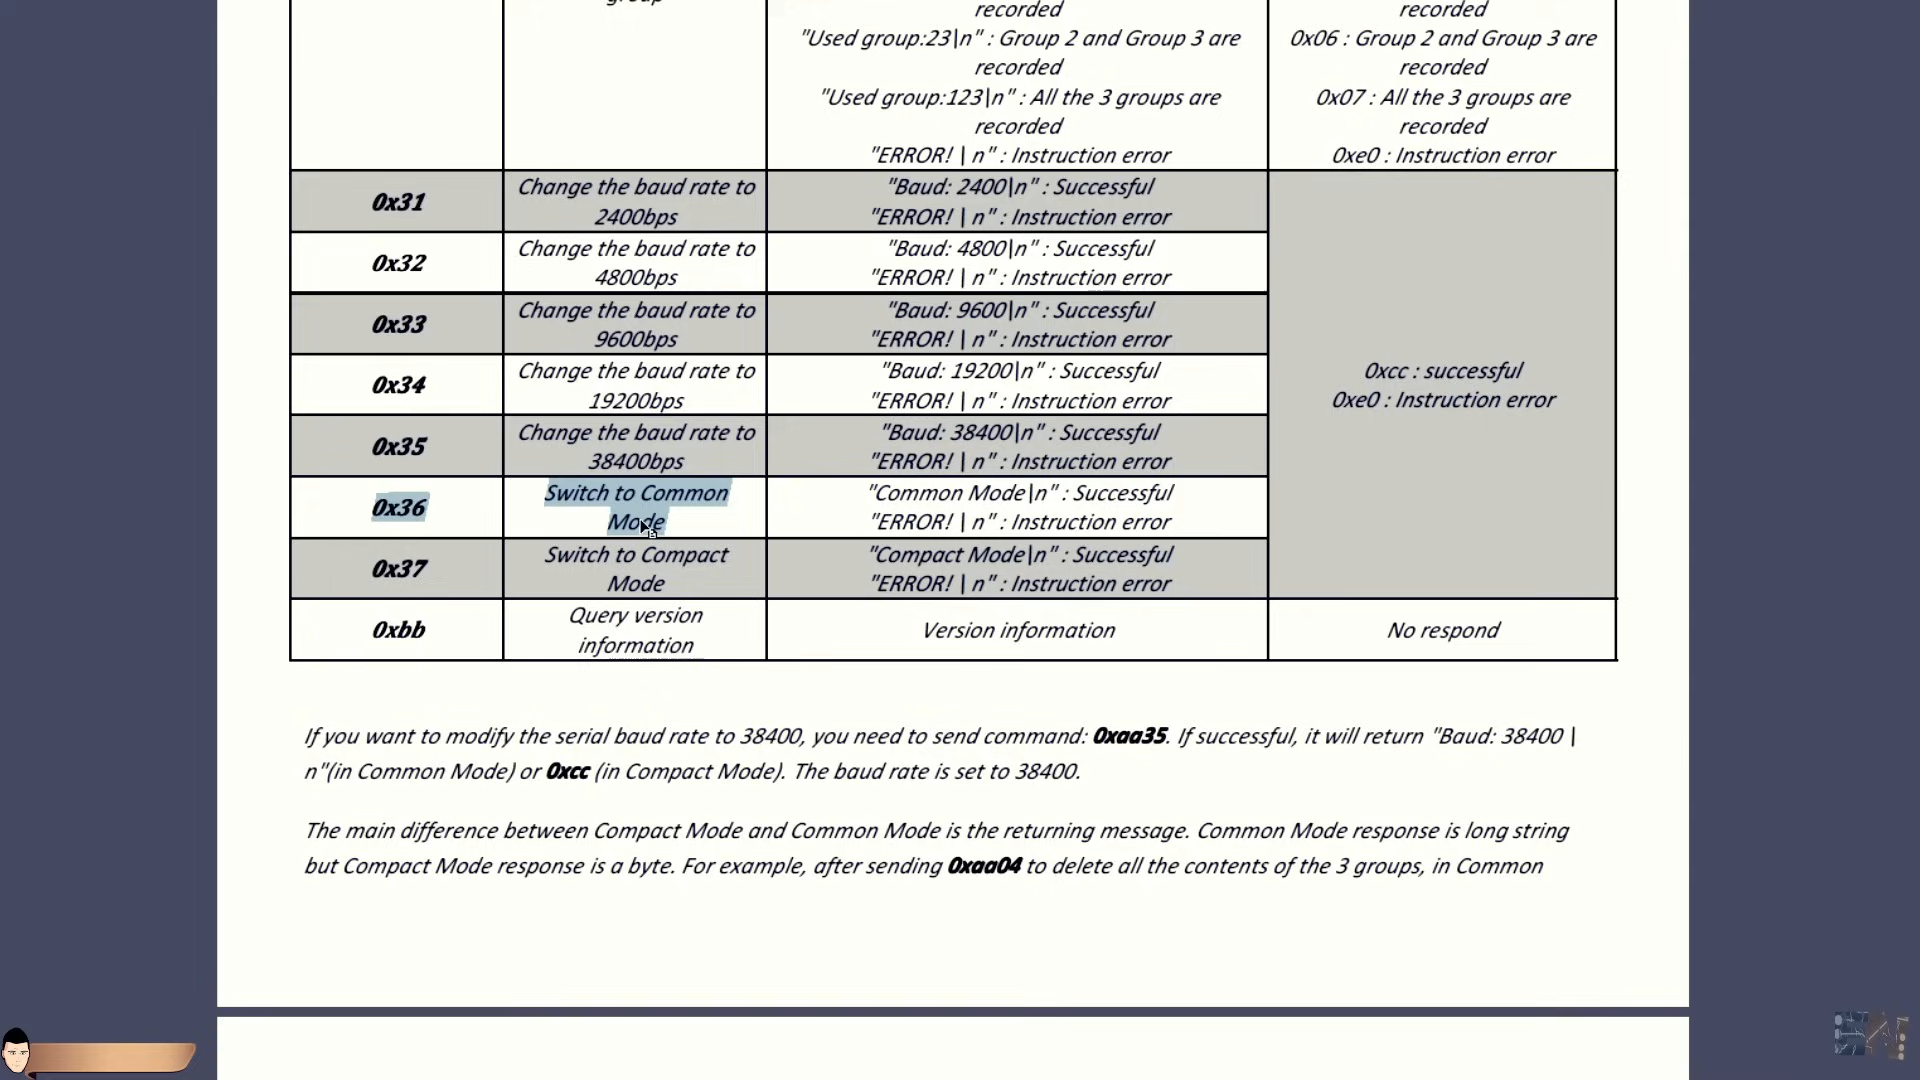 group
recorded
"Used group:23|n" : Group 2 and Group 3 are
recorded
"Used group:123|n" : All the 3 groups are
recorded
"ERROR! | n" : Instruction error
recorded
0x06 : Group 2 and Group 3 are
recorded
0x07 : All the 3 groups are
recorded
0xe0 : Instruction error
0x31
Change the baud rate to
2400bps
"Baud: 2400|n" : Successful
"ERROR! | n" : Instruction error
0x32
Change the baud rate to
4800bps
"Baud: 4800|n" : Successful
"ERROR! | n" : Instruction error
0x33
Change the baud rate to
9600bps
"Baud: 9600|n" : Successful
"ERROR! | n" : Instruction error
0x34
Change the baud rate to
19200bps
"Baud: 19200|n" : Successful
"ERROR! | n" : Instruction error
0xcc : successful
0xe0 : Instruction error
0x35
Change the baud rate to
38400bps
"Baud: 38400|n" : Successful
"ERROR! | n" : Instruction error
0x36
Switch to Common
Mode
"Common Mode|n" : Successful
"ERROR! | n" : Instruction error
0x37
Switch to Compact
Mode
"Compact Mode|n" : Successful
"ERROR! | n" : Instruction error
0xbb
Query version
information
Version information
No respond
If you want to modify the serial baud rate to 38400, you need to send command: 0xaa35. If successful, it will return "Baud: 38400 |
n"(in Common Mode) or 0xcc (in Compact Mode). The baud rate is set to 38400.
The main difference between Compact Mode and Common Mode is the returning message. Common Mode response is long string
but Compact Mode response is a byte. For example, after sending 0xaa04 to delete all the contents of the 3 groups, in Common